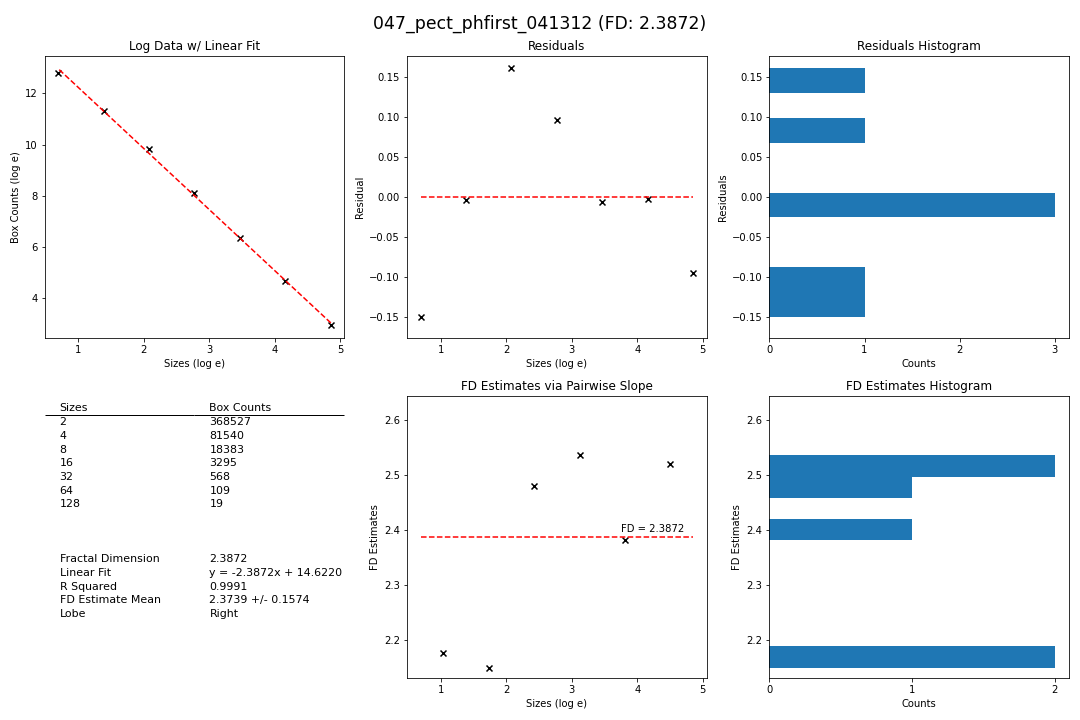 047_pect_phfirst_041312 (FD: 2.3872)
Log Data w/ Linear Fit
12
10
8
6
4
Box Counts (log e)
1 2 3 4 5
Sizes (log e)
Residuals
0.15
0.10
0.05
0.00
−0.05
−0.10
−0.15
Residual
1 2 3 4 5
Sizes (log e)
Residuals Histogram
0.15
0.10
0.05
0.00
−0.05
−0.10
−0.15
Residuals
0 1 2 3
Counts
Sizes Box Counts
2 368527
4 81540
8 18383
16 3295
32 568
64 109
128 19
Fractal Dimension 2.3872
Linear Fit y = -2.3872x + 14.6220
R Squared 0.9991
FD Estimate Mean 2.3739 +/- 0.1574
Lobe Right
FD Estimates via Pairwise Slope
2.6
2.5
2.4
2.3
2.2
FD Estimates
FD = 2.3872
1 2 3 4 5
Sizes (log e)
FD Estimates Histogram
2.6
2.5
2.4
2.3
2.2
FD Estimates
0 1 2
Counts